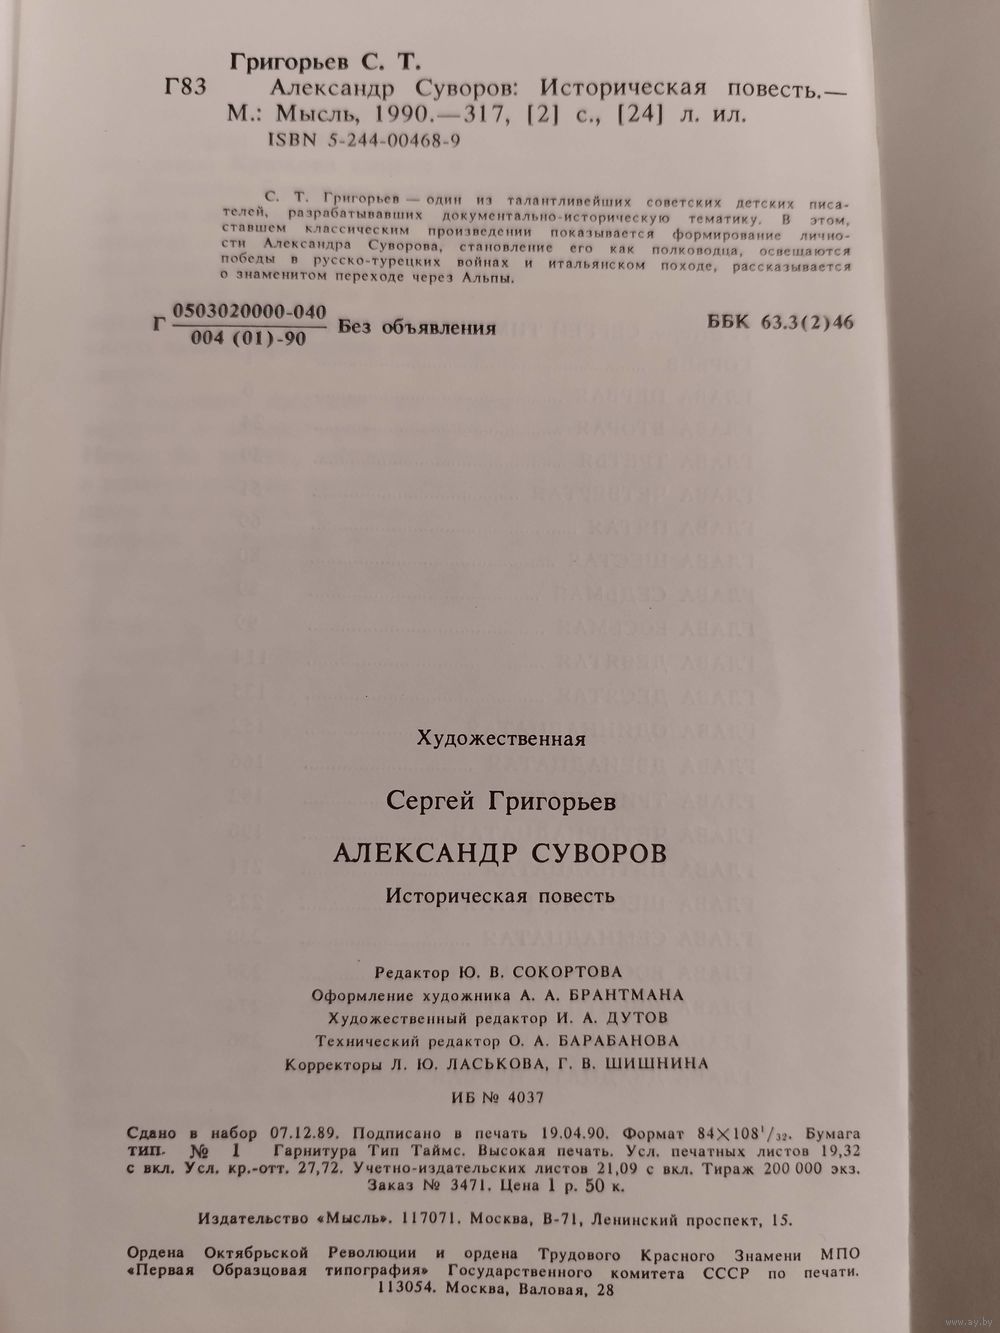 Григорьев С. Т.
Г83 Александр Суворов: Историческая повесть.—
М.: Мысль, 1990.—317, [2] с., [24] л. ил.
ISBN 5-244-00468-9
С. Т. Григорьев — один из талантливейших советских детских писа-
телей, разрабатывавших документально-историческую тематику. В этом,
ставшем классическим произведении показывается формирование лично-
сти Александра Суворова, становление его как полководца, освещаются
победы в русско-турецких войнах и итальянском походе, рассказывается
о знаменитом переходе через Альпы.
Г 0503020000-040
004 (01)-90 Без объявления
ББК 63.3(2)46
Художественная
Сергей Григорьев
АЛЕКСАНДР СУВОРОВ
Историческая повесть
Редактор Ю. В. СОКОРТОВА
Оформление художника А. А. БРАНТМАНА
Художественный редактор И. А. ДУТОВ
Технический редактор О. А. БАРАБАНОВА
Корректоры Л. Ю. ЛАСЬКОВА, Г. В. ШИШНИНА
ИБ № 4037
Сдано в набор 07.12.89. Подписано в печать 19.04.90. Формат 84×108¹/₃₂. Бумага
тип. № 1 Гарнитура Тип Таймс. Высокая печать. Усл. печатных листов 19,32
с вкл. Усл. кр.-отт. 27,72. Учетно-издательских листов 21,09 с вкл. Тираж 200 000 экз.
Заказ № 3471. Цена 1 р. 50 к.
Издательство «Мысль». 117071. Москва, В-71, Ленинский проспект, 15.
Ордена Октябрьской Революции и ордена Трудового Красного Знамени МПО
«Первая Образцовая типография» Государственного комитета СССР по печати.
113054. Москва, Валовая, 28
www.ay.by